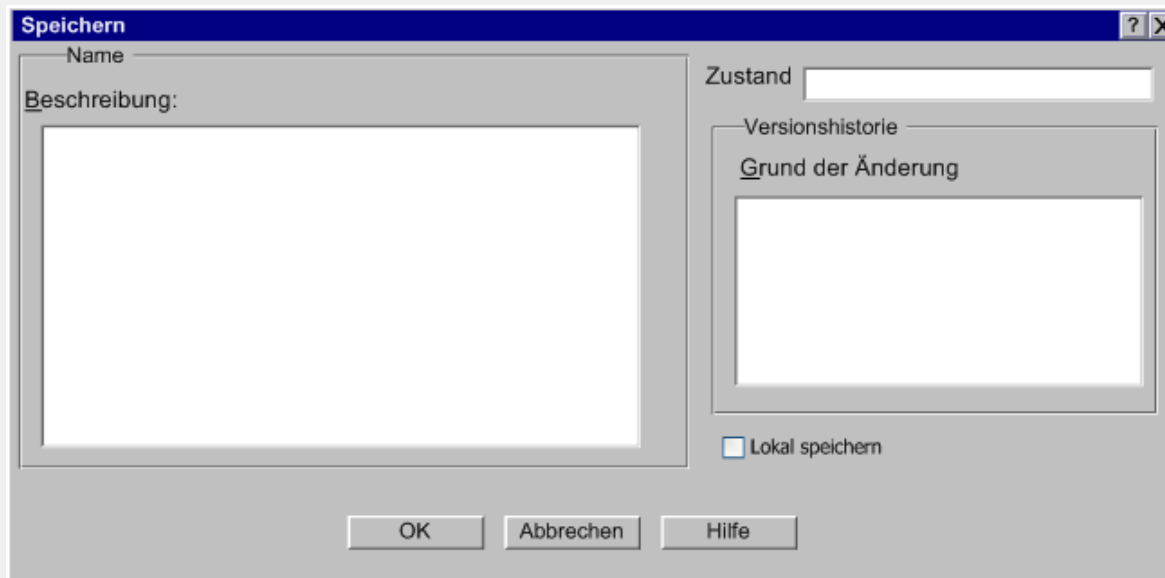 Speichern
Name
Beschreibung:
Zustand
Versionshistorie
Grund der Änderung
Lokal speichern
OK
Abbrechen
Hilfe